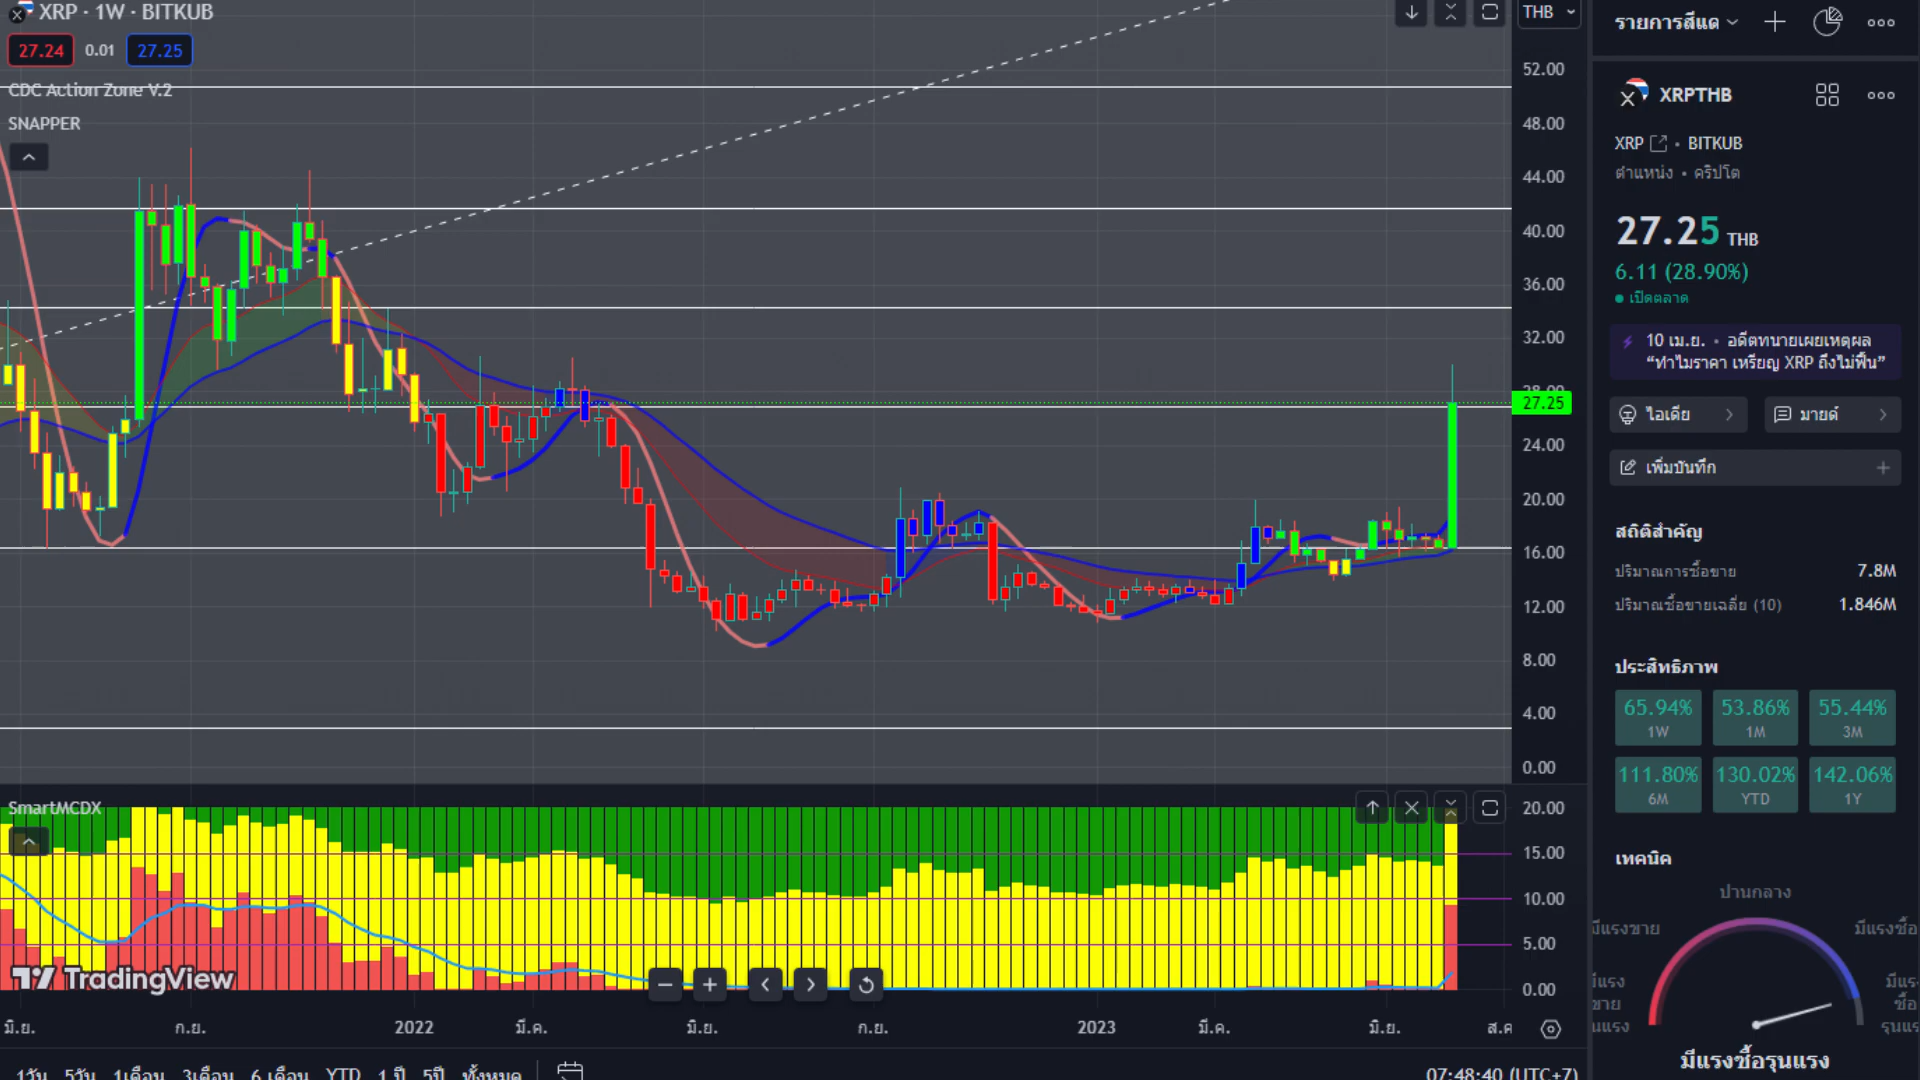 XRP · 1W · BITKUB
27.24 0.01 27.25
CDC Action Zone V.2
SNAPPER
THB
52.00
48.00
44.00
40.00
36.00
32.00
28.00
27.25
24.00
20.00
16.00
12.00
8.00
4.00
0.00
SmartMCDX
20.00
15.00
10.00
5.00
0.00
TradingView
มิ.ย. ก.ย. 2022 มี.ค. มิ.ย. ก.ย. 2023 มี.ค. มิ.ย. ส.ค
1วัน 5วัน 1เดือน 3เดือน 6 เดือน YTD 1 ปี 5ปี ทั้งหมด
07:48:40 (UTC+7)
รายการสีแด
XRPTHB
XRP • BITKUB
ตำแหน่ง • คริปโต
27.25 THB
6.11 (28.90%)
เปิดตลาด
10 เม.ย. • อดีตทนายเผยเหตุผล
“ทำไมราคา เหรียญ XRP ถึงไม่ฟื้น”
ไอเดีย
มายด์
เพิ่มบันทึก
สถิติสำคัญ
ปริมาณการซื้อขาย 7.8M
ปริมาณซื้อขายเฉลี่ย (10) 1.846M
ประสิทธิภาพ
65.94% 53.86% 55.44%
1W 1M 3M
111.80% 130.02% 142.06%
6M YTD 1Y
เทคนิค
ปานกลาง
มีแรงขาย มีแรงซื้อ
มีแรงซื้อรุนแรง